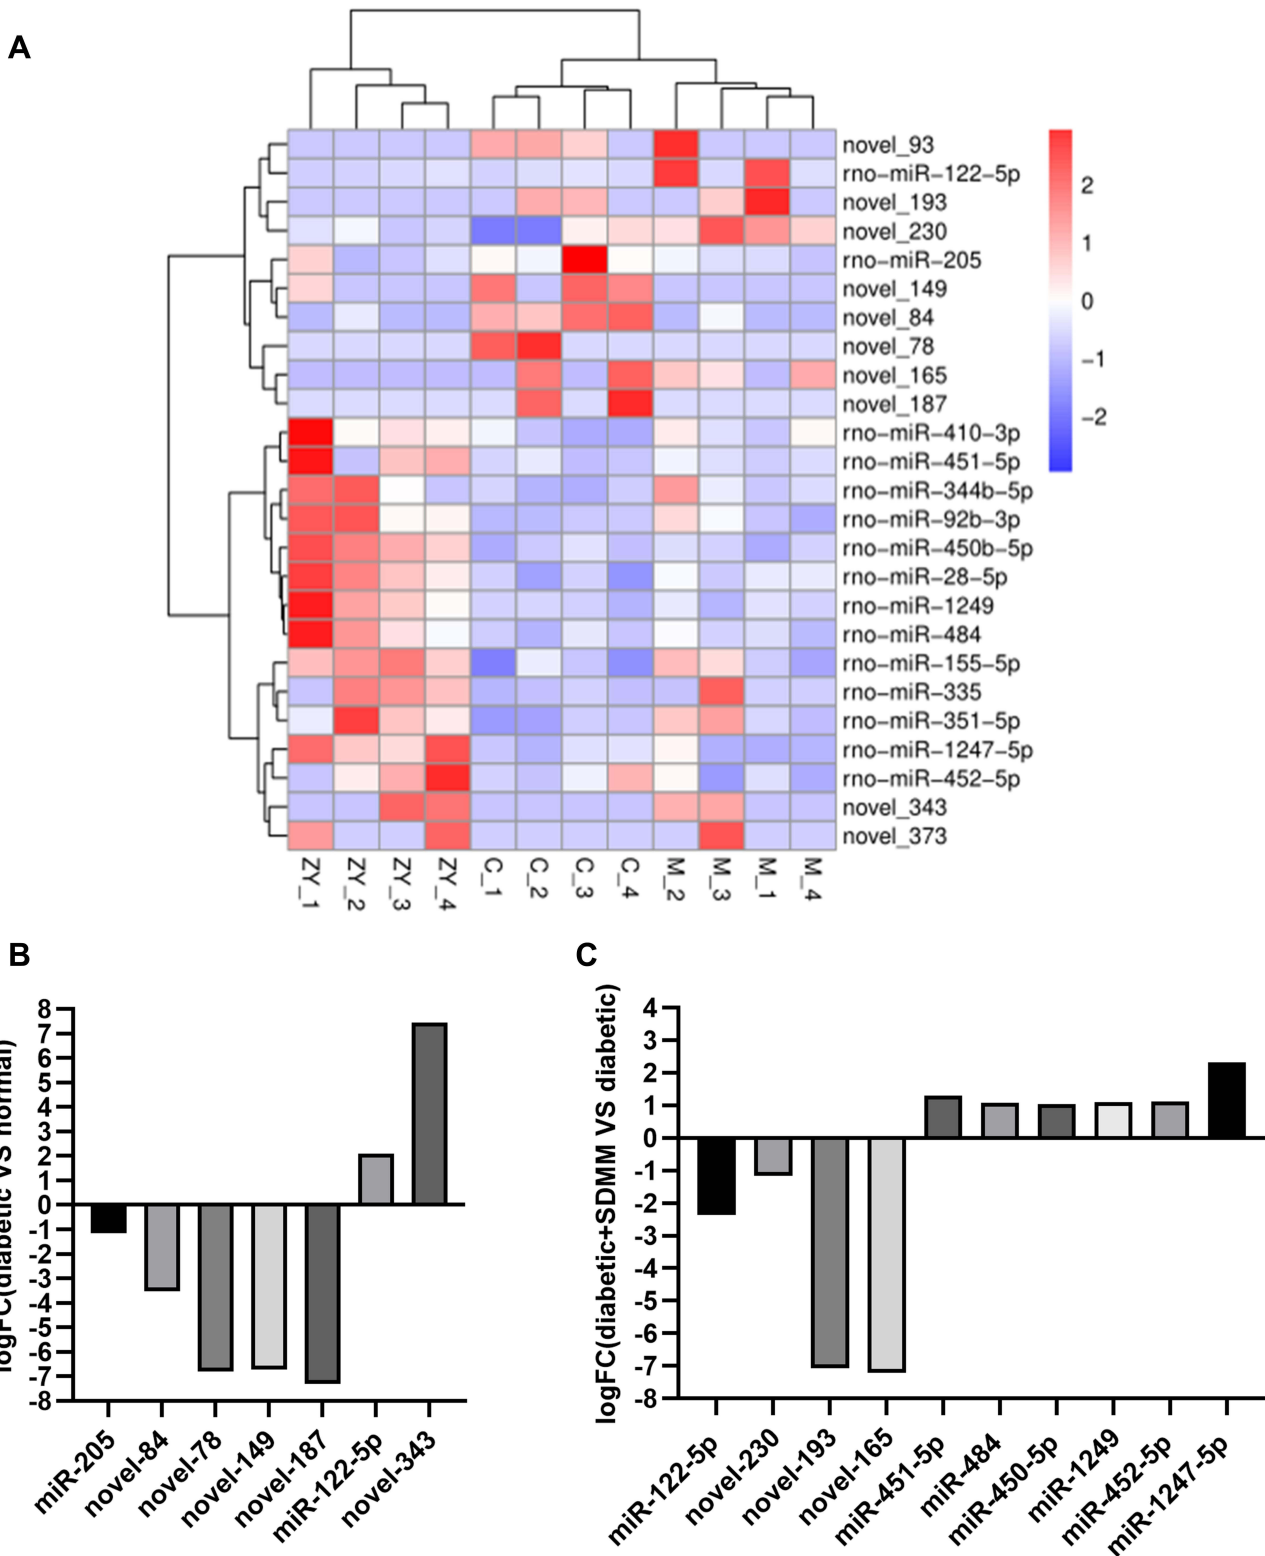 A
novel_93
rno-miR-122-5p
novel_193
novel_230
rno-miR-205
novel_149
novel_84
novel_78
novel_165
novel_187
rno-miR-410-3p
rno-miR-451-5p
rno-miR-344b-5p
rno-miR-92b-3p
rno-miR-450b-5p
rno-miR-28-5p
rno-miR-1249
rno-miR-484
rno-miR-155-5p
rno-miR-335
rno-miR-351-5p
rno-miR-1247-5p
rno-miR-452-5p
novel_343
novel_373
2
1
0
-1
-2
ZY_1
ZY_2
ZY_3
ZY_4
C_1
C_2
C_3
C_4
M_2
M_3
M_1
M_4
B
logFC(diabetic VS normal)
8
7
6
5
4
3
2
1
0
-1
-2
-3
-4
-5
-6
-7
-8
miR-205
novel-84
novel-78
novel-149
novel-187
miR-122-5p
novel-343
C
logFC(diabetic+SDMM VS diabetic)
4
3
2
1
0
-1
-2
-3
-4
-5
-6
-7
-8
miR-122-5p
novel-230
novel-193
novel-165
miR-451-5p
miR-484
miR-450-5p
miR-1249
miR-452-5p
miR-1247-5p